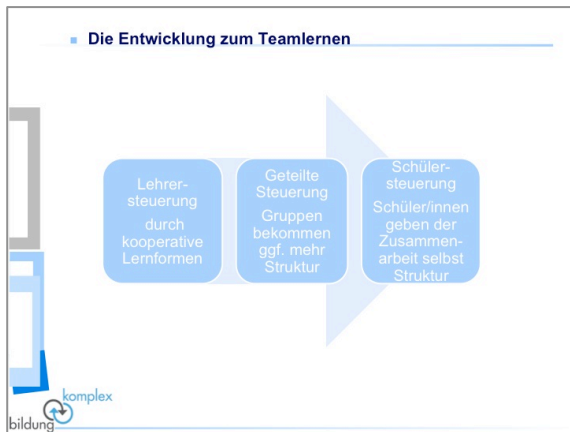 Die Entwicklung zum Teamlernen
Lehrer-
steuerung
durch
kooperative
Lernformen
Geteilte
Steuerung
Gruppen
bekommen
ggf. mehr
Struktur
Schüler-
steuerung
Schüler/innen
geben der
Zusammen-
arbeit selbst
Struktur
komplex
bildung